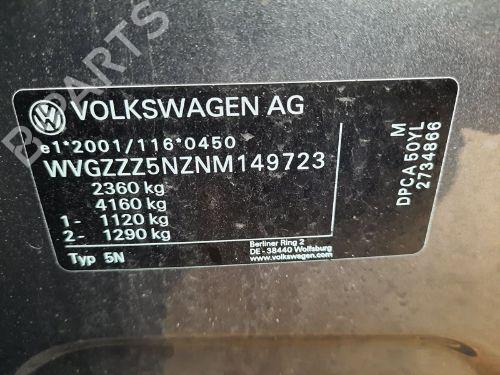 VOLKSWAGEN AG
e1*2001/116*0450
WVGZZZ5NZNM149723
2360 kg
4160 kg
1- 1120 kg
2- 1290 kg
Typ 5N
Berliner Ring 2
DE - 38440 Wolfsburg
www.volkswagen.com
M
DPCA 50YL
2734866
B-PARTS